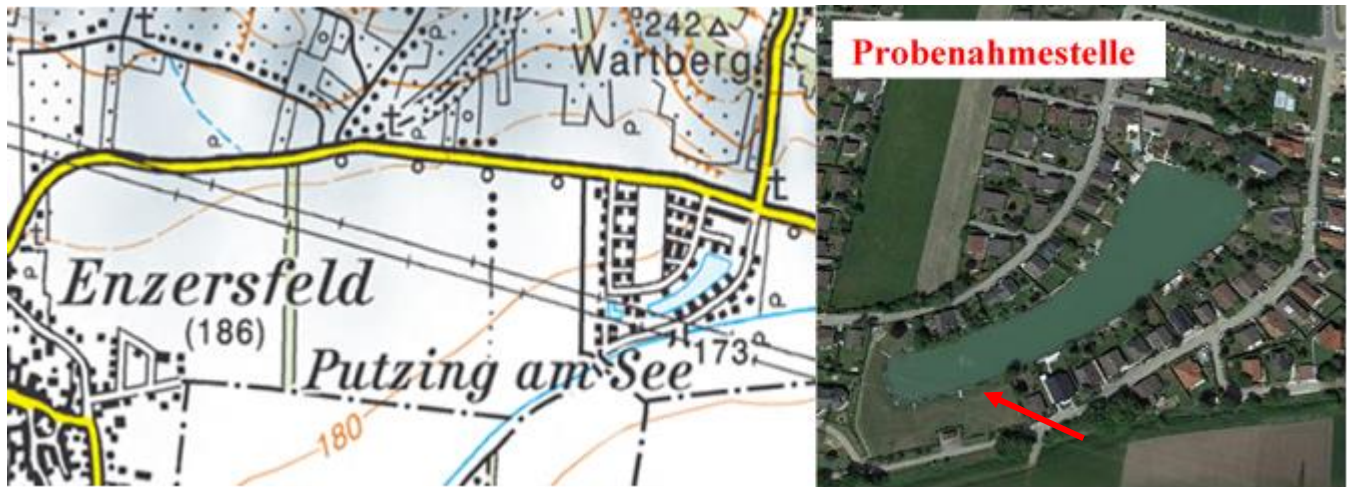 242
Wartberg
Enzersfeld
(186)
Putzing am See
173
180
Probenahmestelle